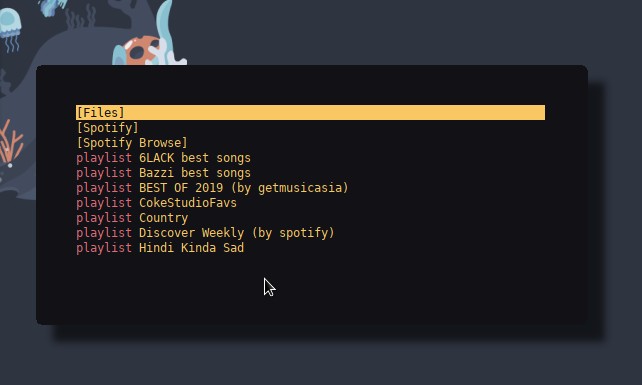 [Files]
[Spotify]
[Spotify Browse]
playlist 6LACK best songs
playlist Bazzi best songs
playlist BEST OF 2019 (by getmusicasia)
playlist CokeStudioFavs
playlist Country
playlist Discover Weekly (by spotify)
playlist Hindi Kinda Sad